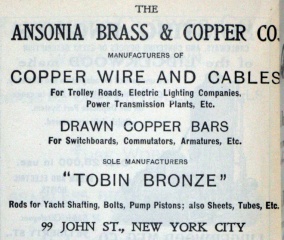 THE
ANSONIA BRASS & COPPER CO.
MANUFACTURERS OF
COPPER WIRE AND CABLES
For Trolley Roads, Electric Lighting Companies,
Power Transmission Plants, Etc.
DRAWN COPPER BARS
For Switchboards, Commutators, Armatures, Etc.
SOLE MANUFACTURERS
"TOBIN BRONZE"
Rods for Yacht Shafting, Bolts, Pump Pistons; also Sheets, Tubes, Etc.
99 JOHN ST., NEW YORK CITY